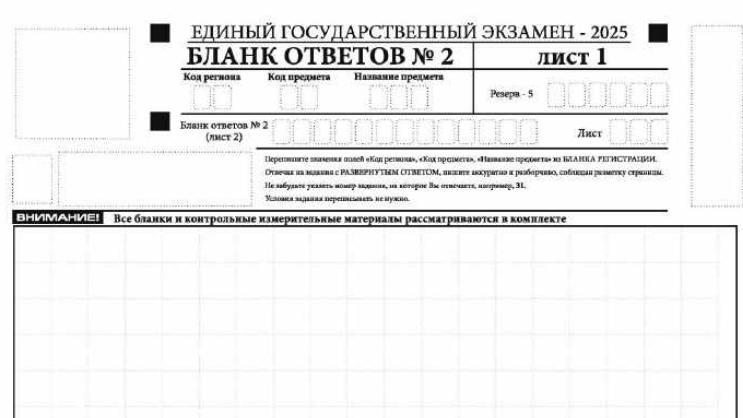 ЕДИНЫЙ ГОСУДАРСТВЕННЫЙ ЭКЗАМЕН - 2025
БЛАНК ОТВЕТОВ № 2 лист 1
Код региона Код предмета Название предмета
Резерв - 5
Бланк ответов № 2
(лист 2)
Лист
Перепишите значения полей «Код региона», «Код предмета», «Название предмета» из БЛАНКА РЕГИСТРАЦИИ.
Отвечая на задания с РАЗВЕРНУТЫМ ОТВЕТОМ, пишите аккуратно и разборчиво, соблюдая разметку страницы.
Не забудьте указать номер задания, на которое Вы отвечаете, например, 31.
Условия задания переписывать не нужно.
ВНИМАНИЕ! Все бланки и контрольные измерительные материалы рассматриваются в комплекте